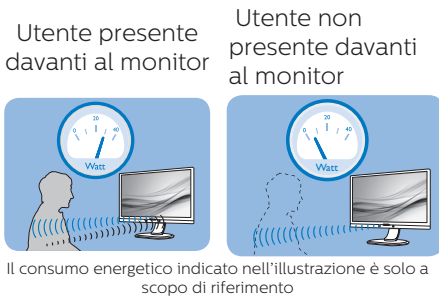 Utente presente
davanti al monitor
Utente non
presente davanti
al monitor
0 20 40
Watt
0 20 40
Watt
Il consumo energetico indicato nell'illustrazione è solo a
scopo di riferimento